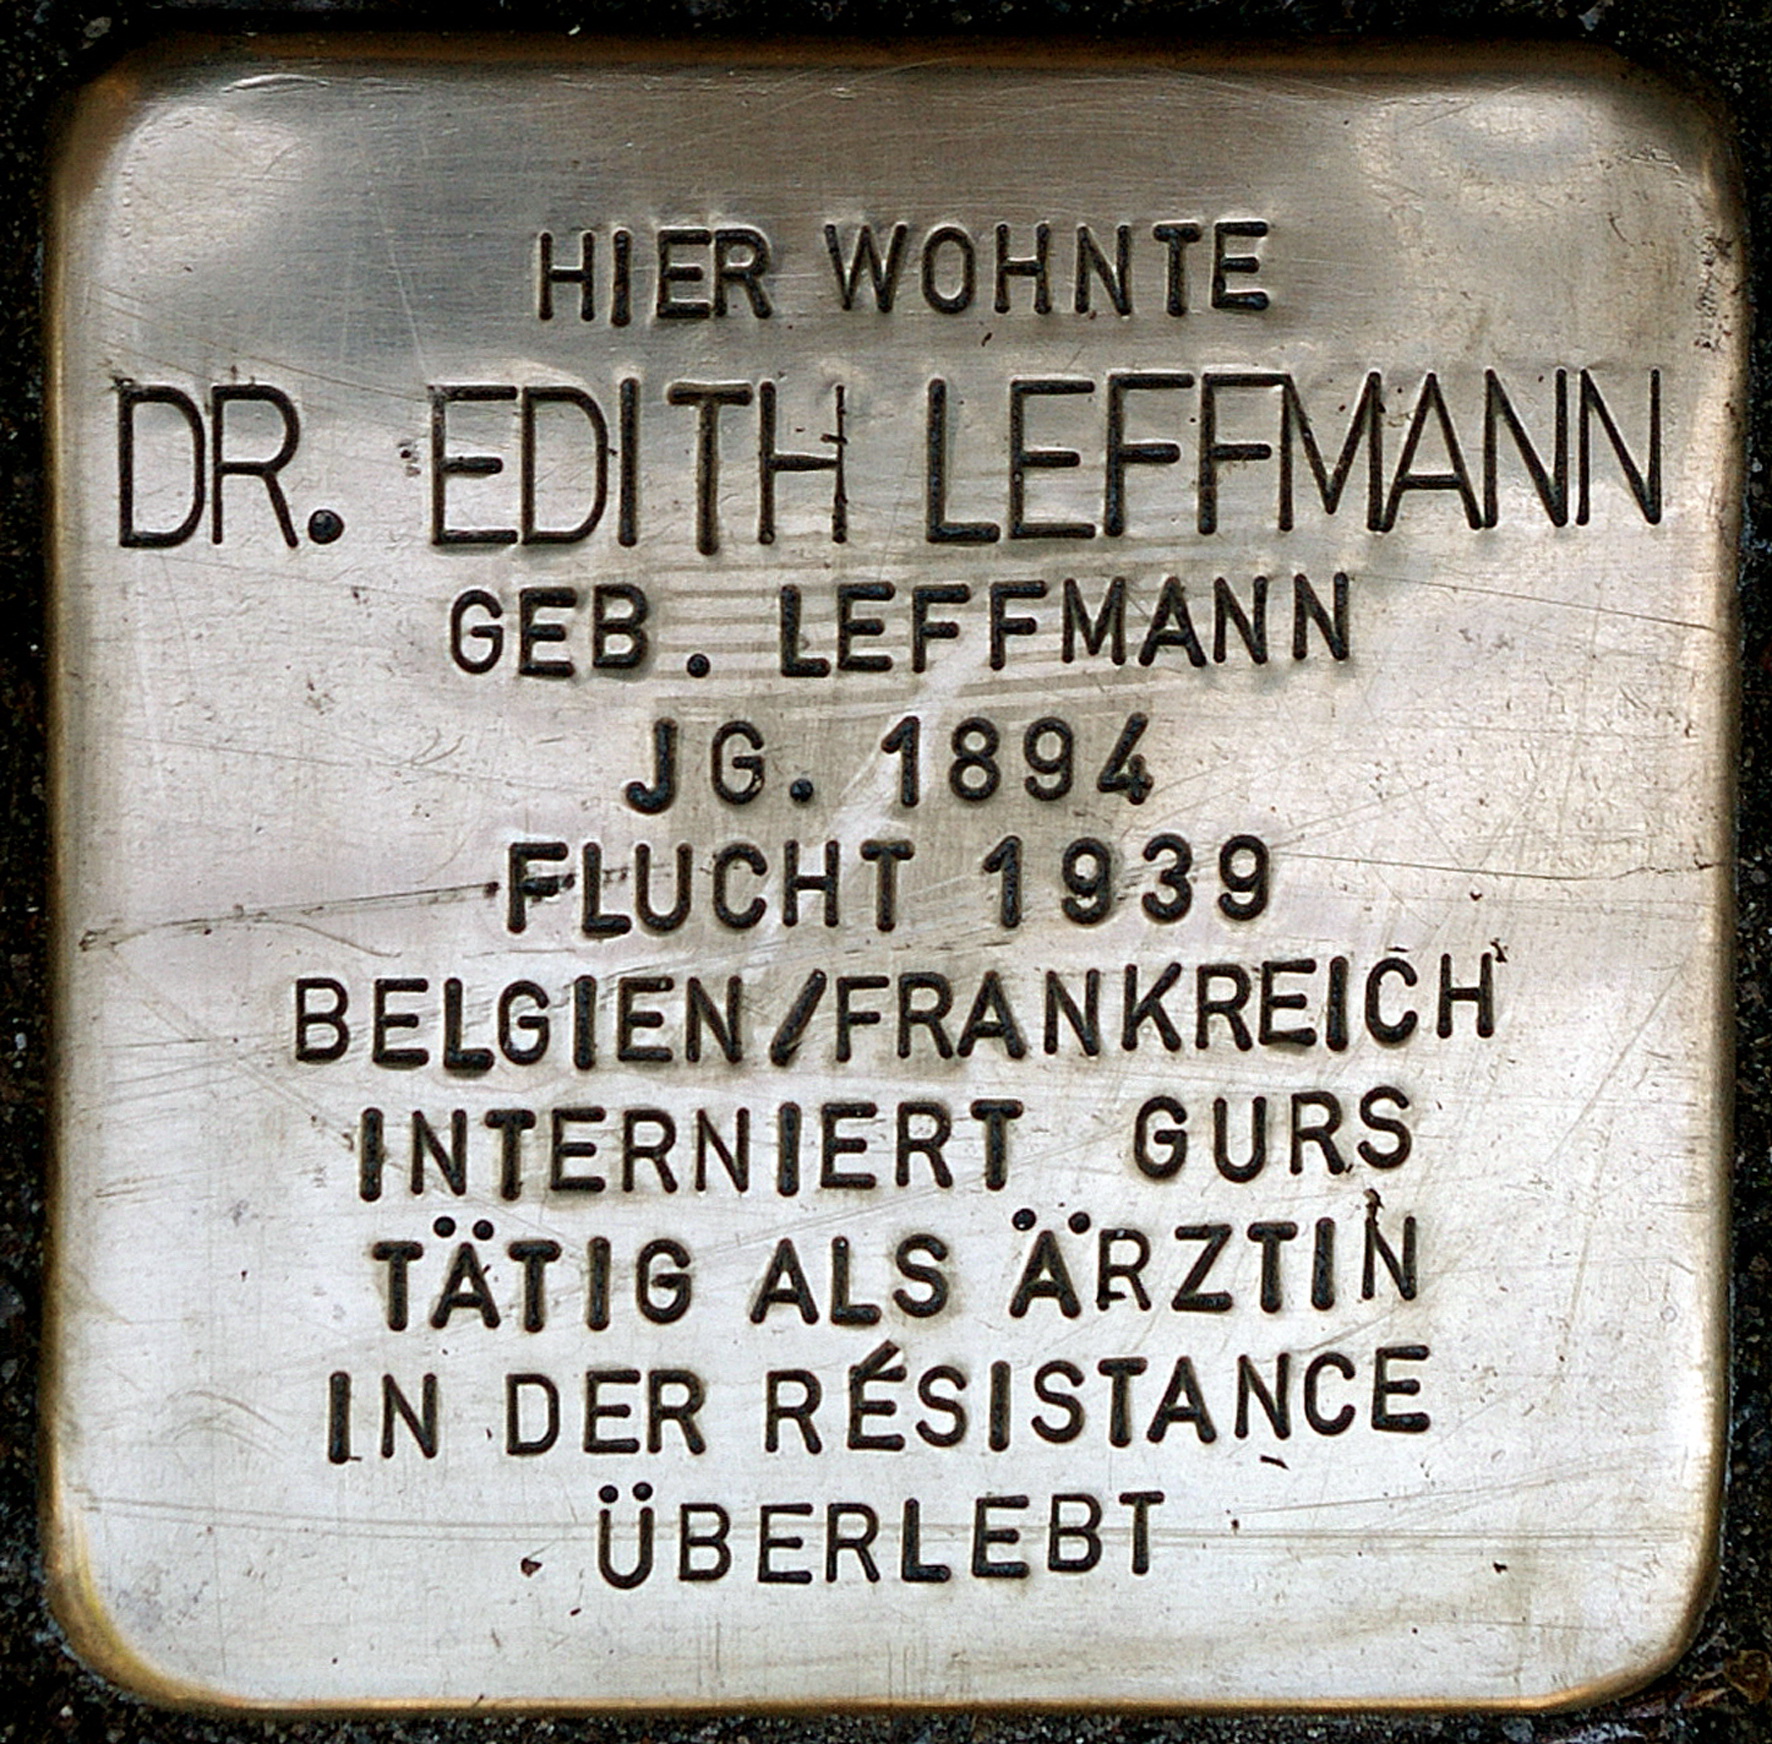 HIER WOHNTE
DR. EDITH LEFFMANN
GEB. LEFFMANN
JG. 1894
FLUCHT 1939
BELGIEN/FRANKREICH
INTERNIERT GURS
TÄTIG ALS ÄRZTIN
IN DER RÉSISTANCE
ÜBERLEBT